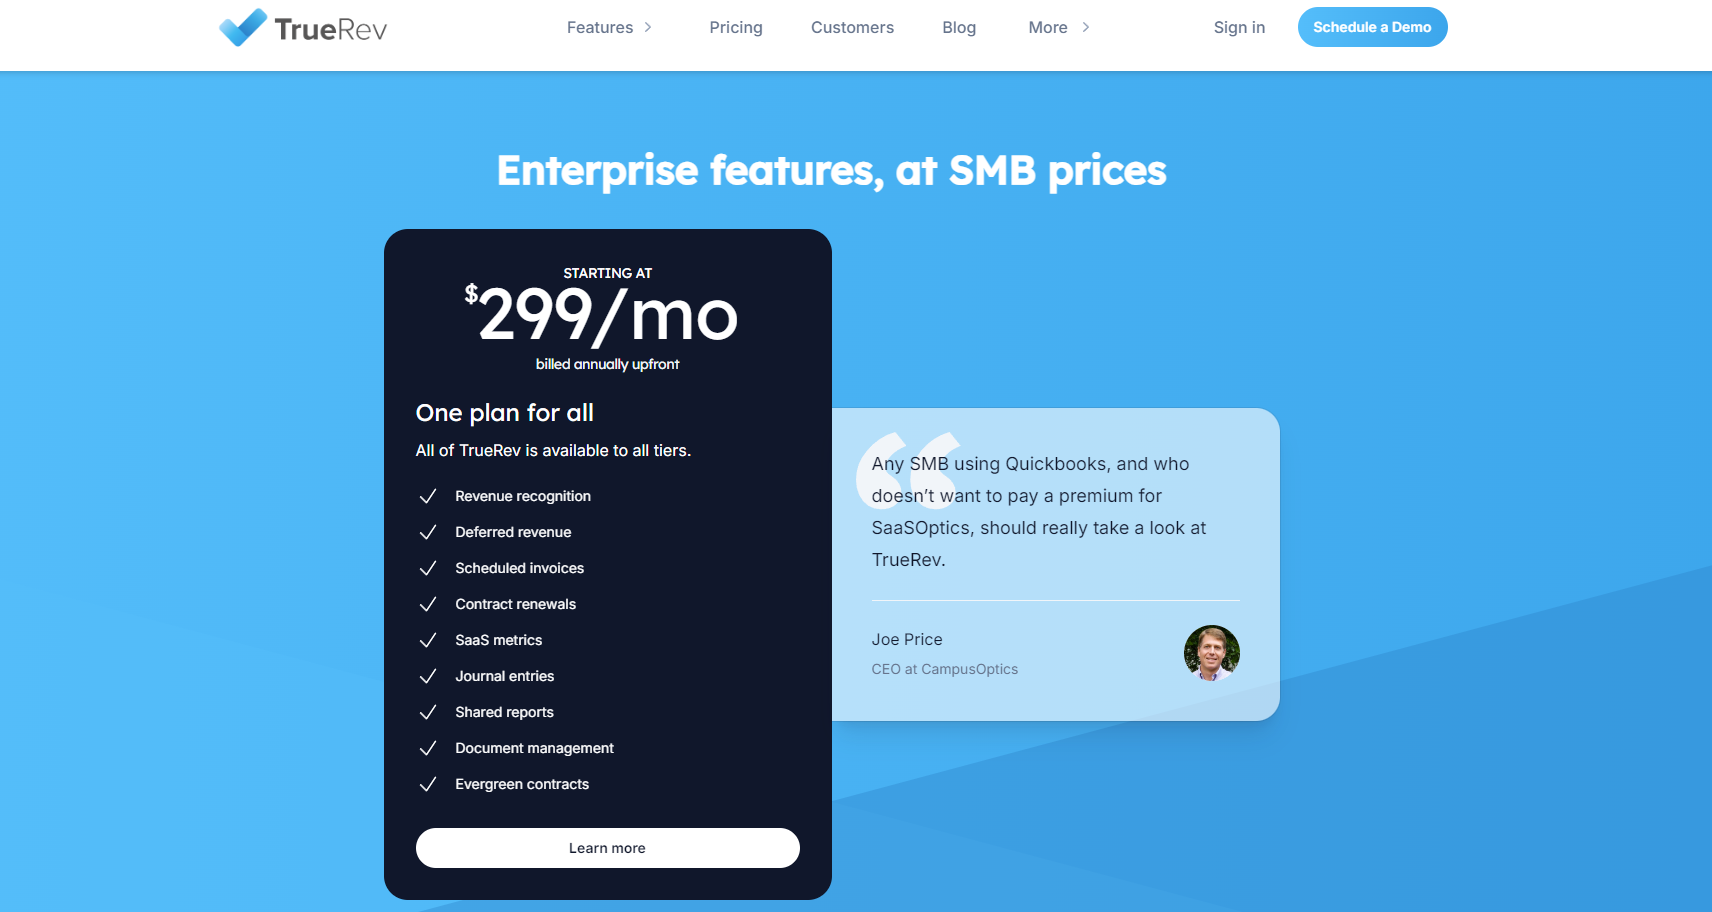 TrueRev
Features
Pricing
Customers
Blog
More
Sign in
Schedule a Demo
Enterprise features, at SMB prices
STARTING AT
$299/mo
billed annually upfront
One plan for all
All of TrueRev is available to all tiers.
Revenue recognition
Deferred revenue
Scheduled invoices
Contract renewals
SaaS metrics
Journal entries
Shared reports
Document management
Evergreen contracts
Learn more
“
Any SMB using Quickbooks, and who
doesn’t want to pay a premium for
SaaSOptics, should really take a look at
TrueRev.
Joe Price
CEO at CampusOptics